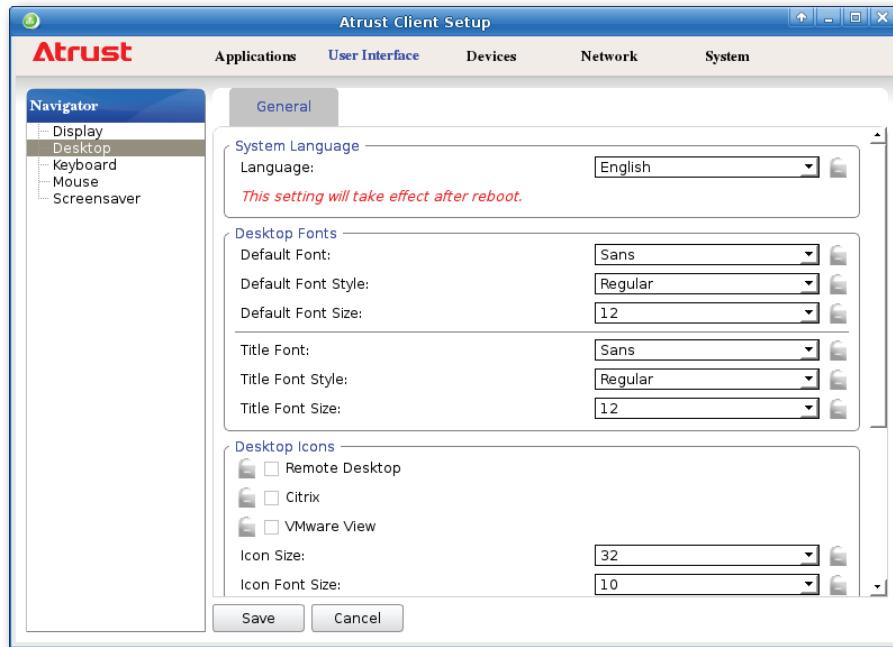 Atrust Client Setup
Atrust Applications User Interface Devices Network System
Navigator
Display
Desktop
Keyboard
Mouse
Screensaver
General
System Language
Language: English
This setting will take effect after reboot.
Desktop Fonts
Default Font: Sans
Default Font Style: Regular
Default Font Size: 12
Title Font: Sans
Title Font Style: Regular
Title Font Size: 12
Desktop Icons
Remote Desktop
Citrix
VMware View
Icon Size: 32
Icon Font Size: 10
Save Cancel